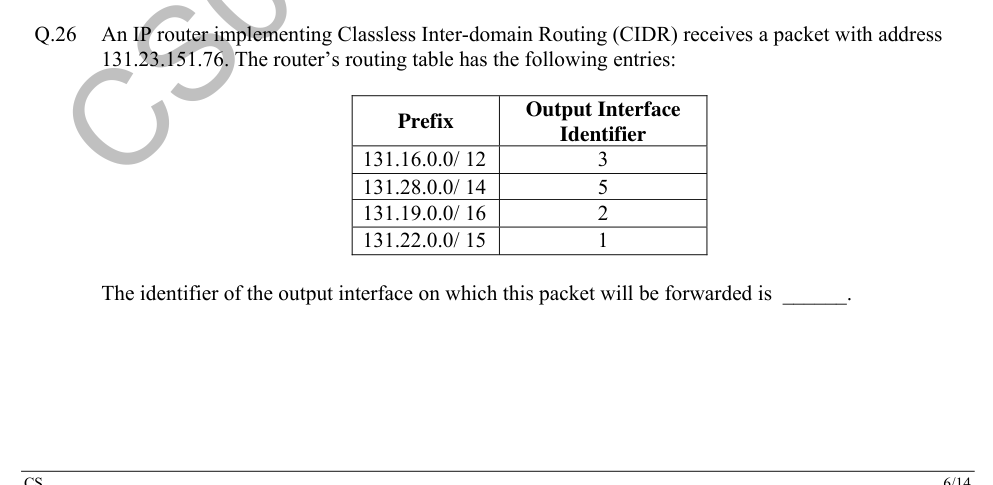 Q.26 An IP router implementing Classless Inter-domain Routing (CIDR) receives a packet with address
131.23.151.76. The router's routing table has the following entries:
Prefix Output Interface
Identifier
131.16.0.0/ 12 3
131.28.0.0/ 14 5
131.19.0.0/ 16 2
131.22.0.0/ 15 1
The identifier of the output interface on which this packet will be forwarded is ______.
CS 6/14